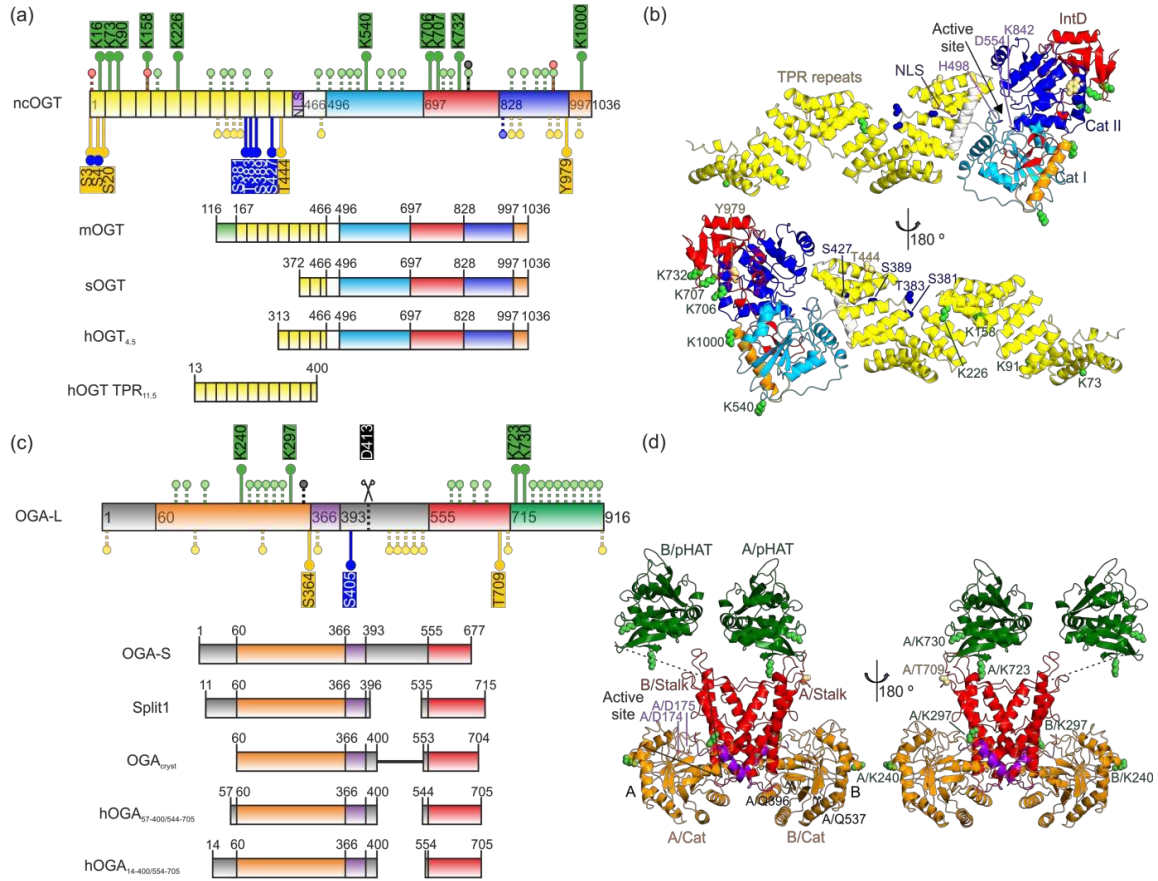 (a)
K16
K73
K90
K158
K226
K540
K706
K707
K732
K1000
ncOGT
1
NLS
466
496
697
828
997
1036
S3
S4
S20
S381
T383
S389
S427
T444
Y979
116
167
466
496
697
828
997
1036
mOGT
372
466
496
697
828
997
1036
sOGT
313
466
496
697
828
997
1036
hOGT4.5
13
400
hOGT TPR11.5
(b)
IntD
K842
D554
Active
site
H498
NLS
TPR repeats
Cat II
Cat I
180 º
Y979
S427
T444
S389
T383
S381
K732
K707
K706
K1000
K158
K226
K91
K73
K540
(c)
K240
K297
D413
K723
K730
OGA-L
1
60
366
393
555
715
916
S364
S405
T709
1
60
366
393
555
677
OGA-S
11
60
366
396
535
715
Split1
60
366
400
553
704
OGAcryst
57
60
366
400
544
705
hOGA57-400/544-705
14
60
366
400
554
705
hOGA14-400/554-705
(d)
B/pHAT
A/pHAT
B/Stalk
A/Stalk
Active
site
A/D175
A/D174
A
A/Q396
B
A/Q537
A/Cat
B/Cat
180 º
A/K730
A/T709
A/K723
A/K297
B/K297
A/K240
B/K240